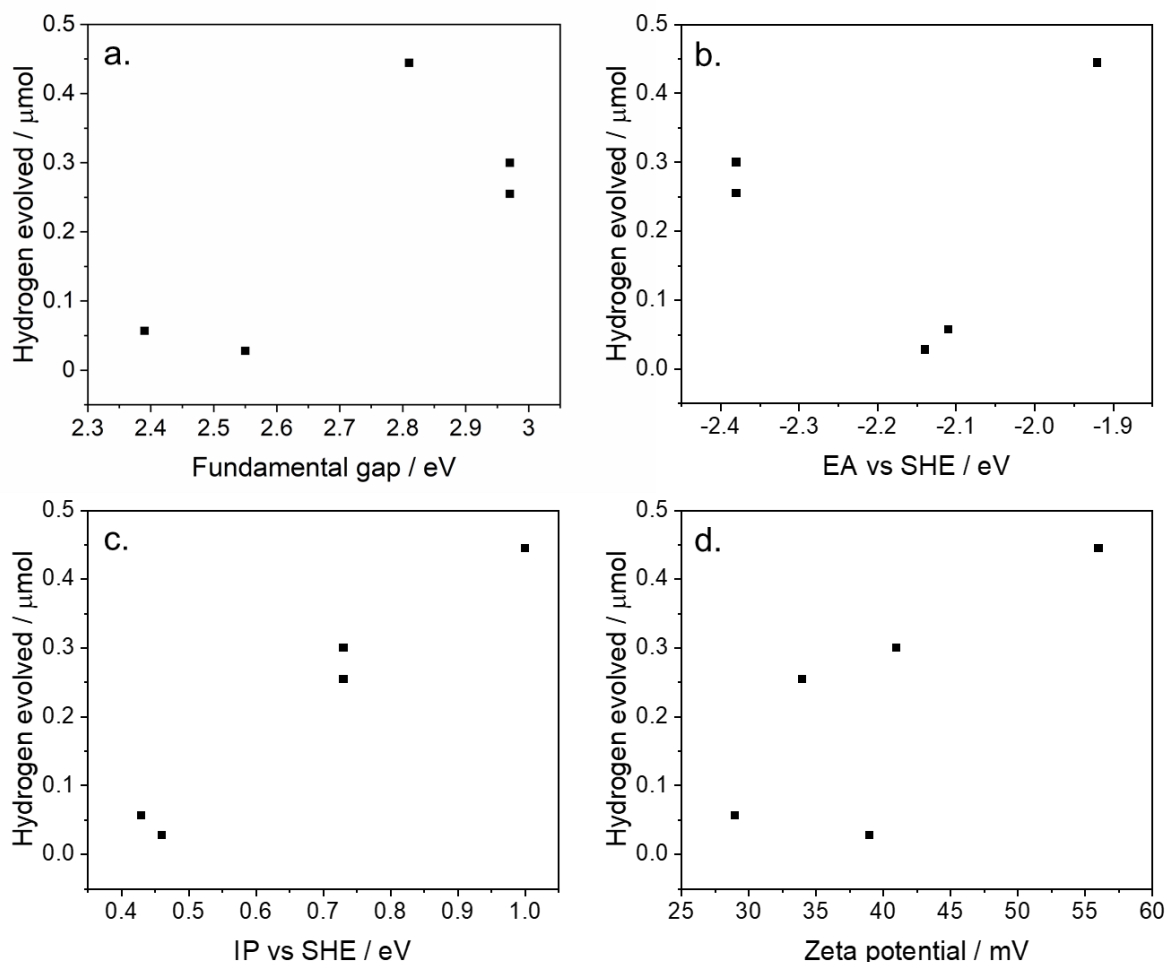 a.
Hydrogen evolved / μmol
0.5
0.4
0.3
0.2
0.1
0
2.3 2.4 2.5 2.6 2.7 2.8 2.9 3
Fundamental gap / eV
b.
Hydrogen evolved / μmol
0.5
0.4
0.3
0.2
0.1
0.0
-2.4 -2.3 -2.2 -2.1 -2.0 -1.9
EA vs SHE / eV
c.
Hydrogen evolved / μmol
0.5
0.4
0.3
0.2
0.1
0.0
0.4 0.5 0.6 0.7 0.8 0.9 1.0
IP vs SHE / eV
d.
Hydrogen evolved / μmol
0.5
0.4
0.3
0.2
0.1
0.0
25 30 35 40 45 50 55 60
Zeta potential / mV